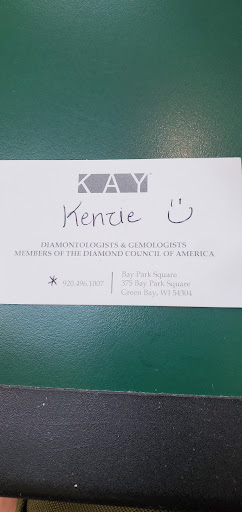 KAY
Kenzie
DIAMONTOLOGISTS & GEMOLOGISTS
MEMBERS OF THE DIAMOND COUNCIL OF AMERICA
* 920.496.1807
Bay Park Square
375 Bay Park Square
Green Bay, WI 54304